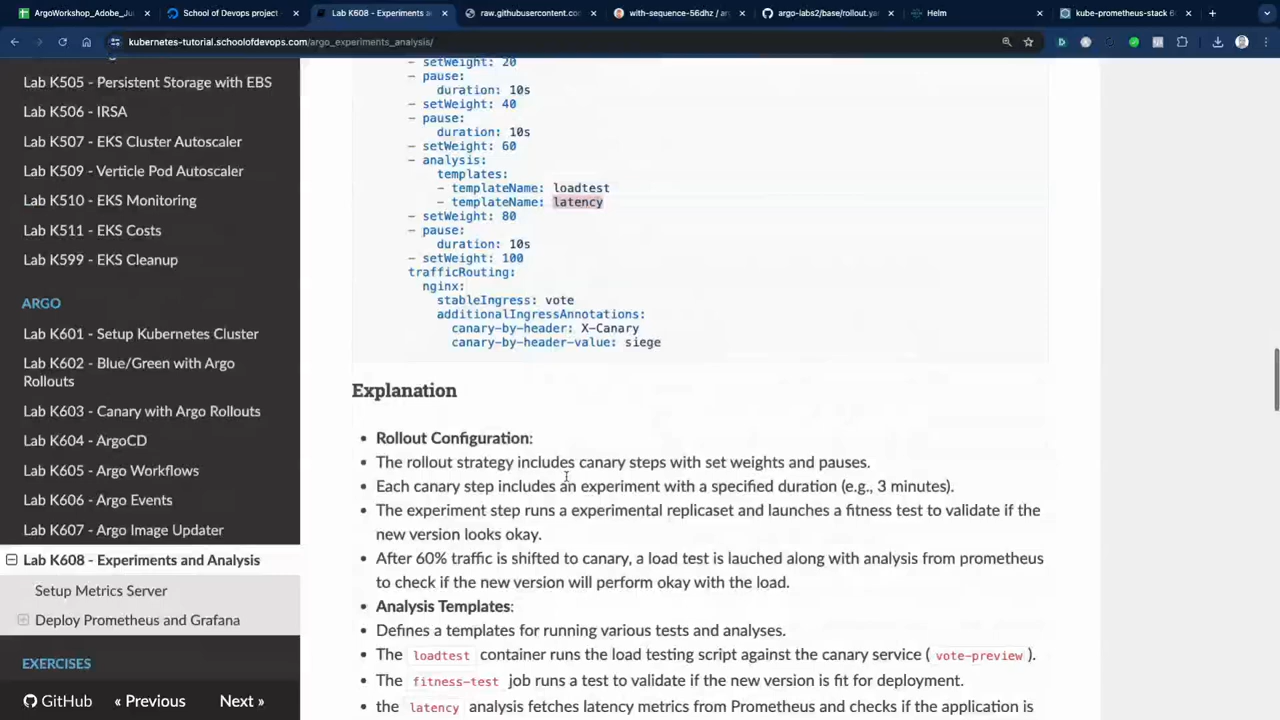 ArgoWorkshop_Adobe_Ju
School of Devops project -
Lab K608 - Experiments and
raw.githubusercontent.com
with-sequence-56dhz / arg
argo-labs2/base/rollout.ya
Helm
kube-prometheus-stack 6
kubernetes-tutorial.schoolofdevops.com/argo_experiments_analysis/
Lab K505 - Persistent Storage with EBS
Lab K506 - IRSA
Lab K507 - EKS Cluster Autoscaler
Lab K509 - Verticle Pod Autoscaler
Lab K510 - EKS Monitoring
Lab K511 - EKS Costs
Lab K599 - EKS Cleanup
ARGO
Lab K601 - Setup Kubernetes Cluster
Lab K602 - Blue/Green with Argo
Rollouts
Lab K603 - Canary with Argo Rollouts
Lab K604 - ArgoCD
Lab K605 - Argo Workflows
Lab K606 - Argo Events
Lab K607 - Argo Image Updater
Lab K608 - Experiments and Analysis
Setup Metrics Server
Deploy Prometheus and Grafana
EXERCISES
GitHub
« Previous
Next »
- setWeight: 20
- pause:
duration: 10s
- setWeight: 40
- pause:
duration: 10s
- setWeight: 60
- analysis:
templates:
- templateName: loadtest
- templateName: latency
- setWeight: 80
- pause:
duration: 10s
- setWeight: 100
trafficRouting:
nginx:
stableIngress: vote
additionalIngressAnnotations:
canary-by-header: X-Canary
canary-by-header-value: siege
Explanation
• Rollout Configuration:
• The rollout strategy includes canary steps with set weights and pauses.
• Each canary step includes an experiment with a specified duration (e.g., 3 minutes).
• The experiment step runs a experimental replicaset and launches a fitness test to validate if the
new version looks okay.
• After 60% traffic is shifted to canary, a load test is lauched along with analysis from prometheus
to check if the new version will perform okay with the load.
• Analysis Templates:
• Defines a templates for running various tests and analyses.
• The loadtest container runs the load testing script against the canary service ( vote-preview ).
• The fitness-test job runs a test to validate if the new version is fit for deployment.
• the latency analysis fetches latency metrics from Prometheus and checks if the application is